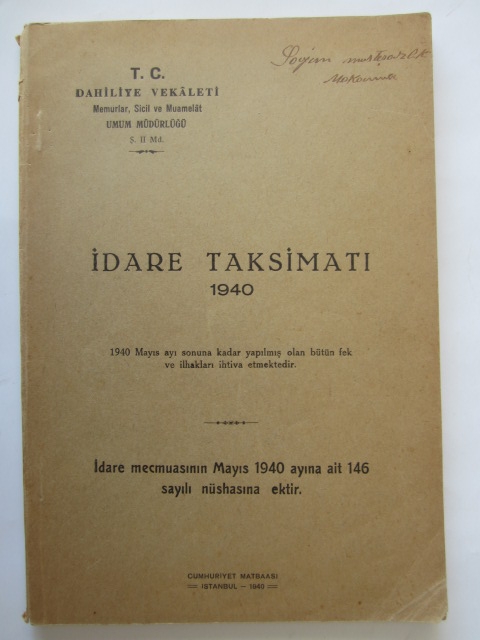 T. C.
DAHİLİYE VEKÂLETİ
Memurlar, Sicil ve Muamelât
UMUM MÜDÜRLÜĞÜ
Ş. II Md.
İDARE TAKSİMATI
1940
1940 Mayıs ayı sonuna kadar yapılmış olan bütün fek
ve ilhakları ihtiva etmektedir.
İdare mecmuasının Mayıs 1940 ayına ait 146
sayılı nüshasına ektir.
CUMHURİYET MATBAASI
İSTANBUL — 1940